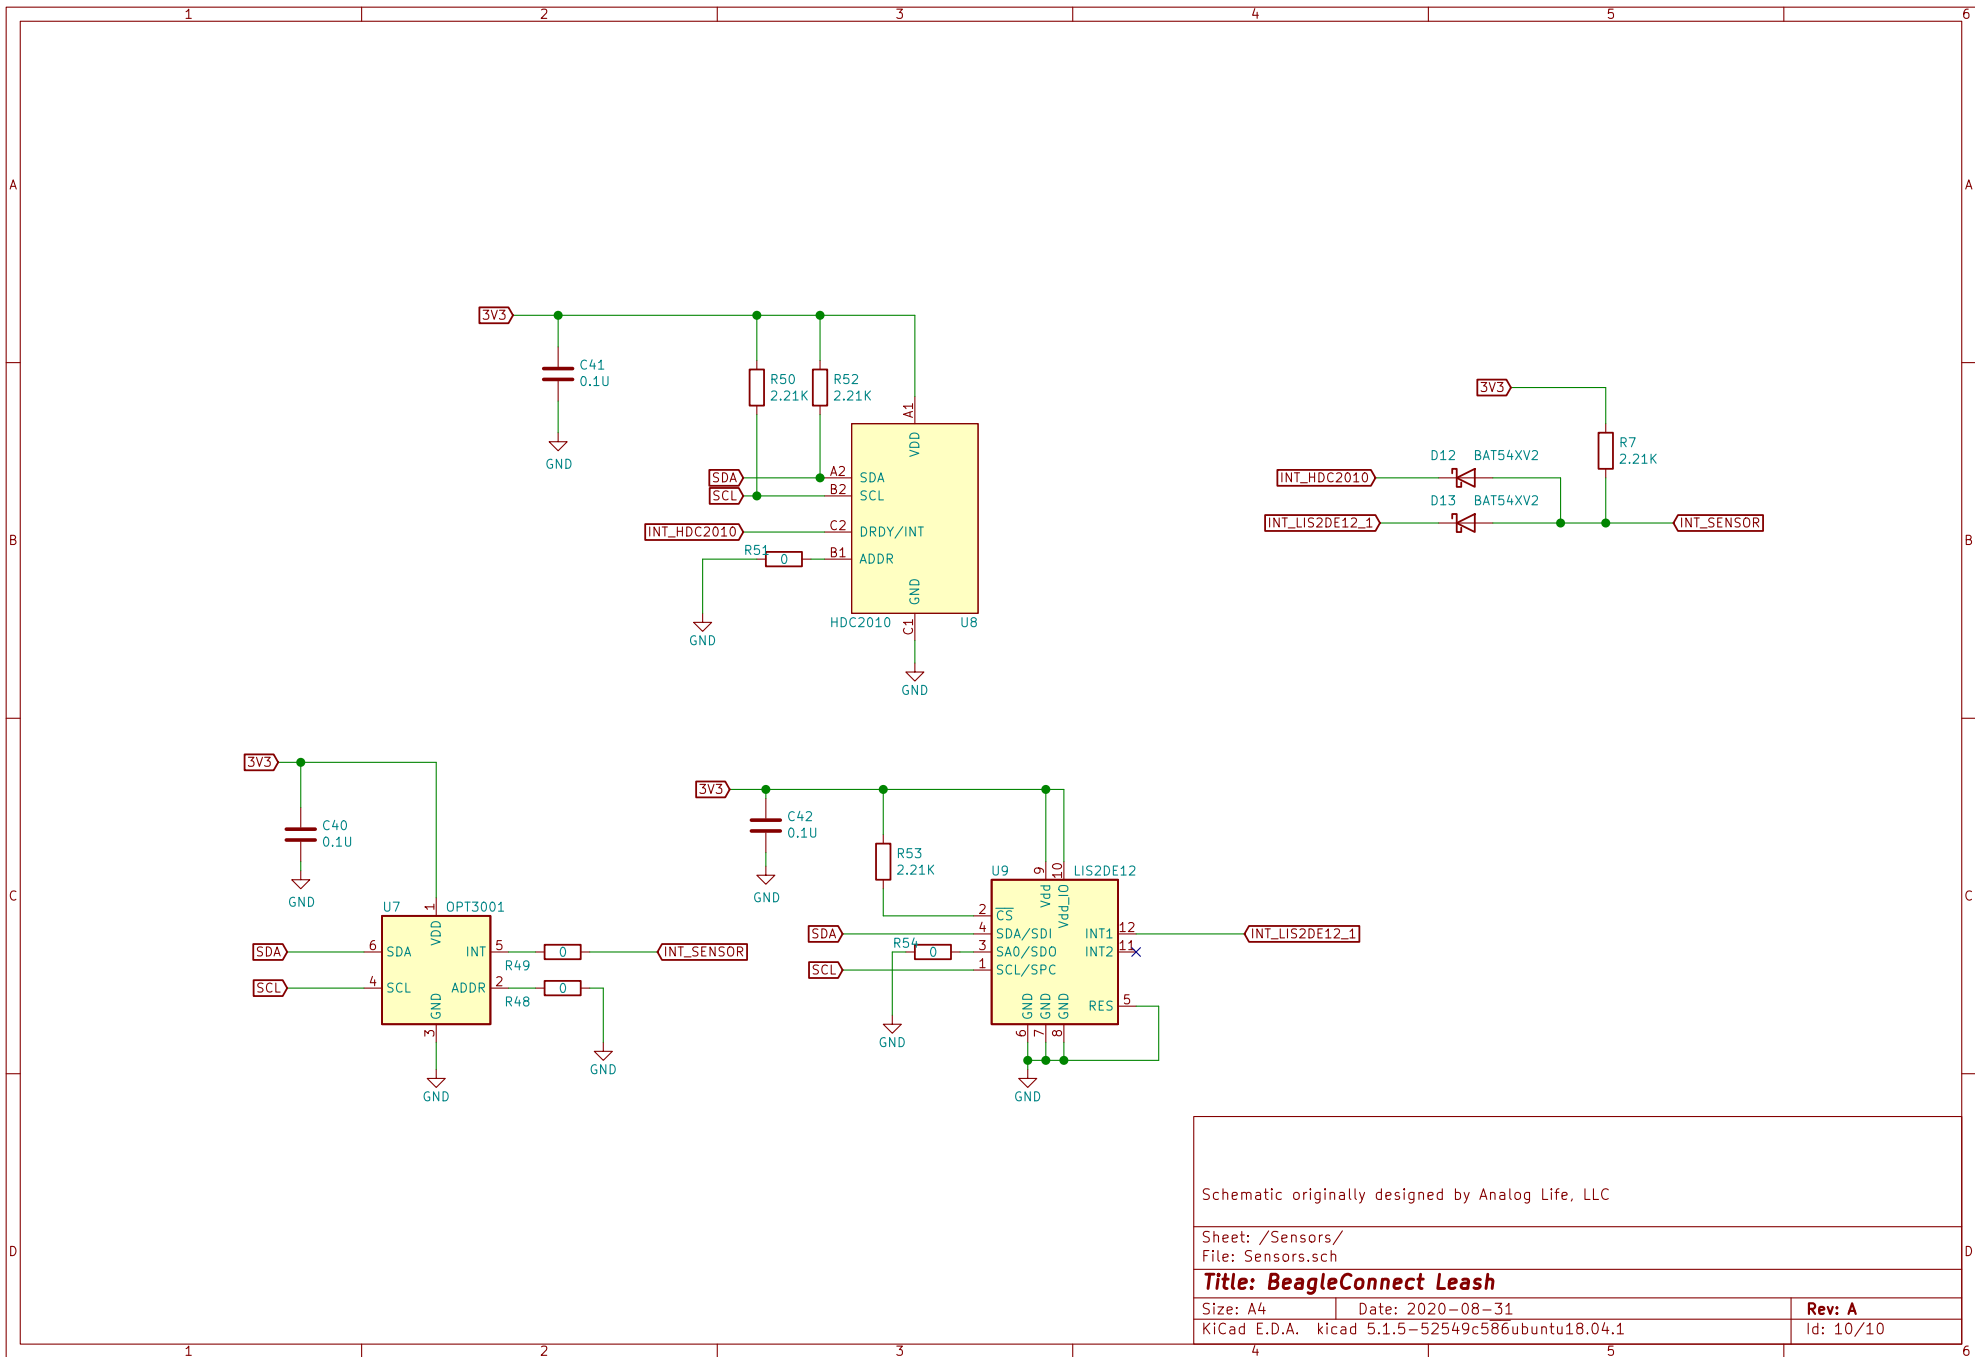 1 2 3 4 5 6
A A
3V3
C41
0.1U
GND
R50
2.21K
R52
2.21K
A1
VDD
SDA A2 SDA
SCL B2 SCL
INT_HDC2010 C2 DRDY/INT
R51 0 B1 ADDR
GND
GND
C1
HDC2010 U8
GND
3V3
R7
2.21K
D12 BAT54XV2
INT_HDC2010
D13 BAT54XV2
INT_LIS2DE12_1 INT_SENSOR
B B
3V3
C40
0.1U
GND
U7 OPT3001
1
VDD
SDA 6 SDA INT 5 0 INT_SENSOR
R49
SCL 4 SCL ADDR 2 0
R48
GND
3
GND
GND
3V3
C42
0.1U
GND
R53
2.21K
U9 LIS2DE12
9 10
Vdd Vdd_IO
2 CS
SDA 4 SDA/SDI INT1 12 INT_LIS2DE12_1
R54 0 3 SA0/SDO INT2 11
SCL 1 SCL/SPC
RES 5
GND GND GND
6 7 8
GND
GND
C C
Schematic originally designed by Analog Life, LLC
Sheet: /Sensors/
File: Sensors.sch
Title: BeagleConnect Leash
Size: A4 Date: 2020-08-31 Rev: A
KiCad E.D.A. kicad 5.1.5-52549c586ubuntu18.04.1 Id: 10/10
D D
1 2 3 4 5 6